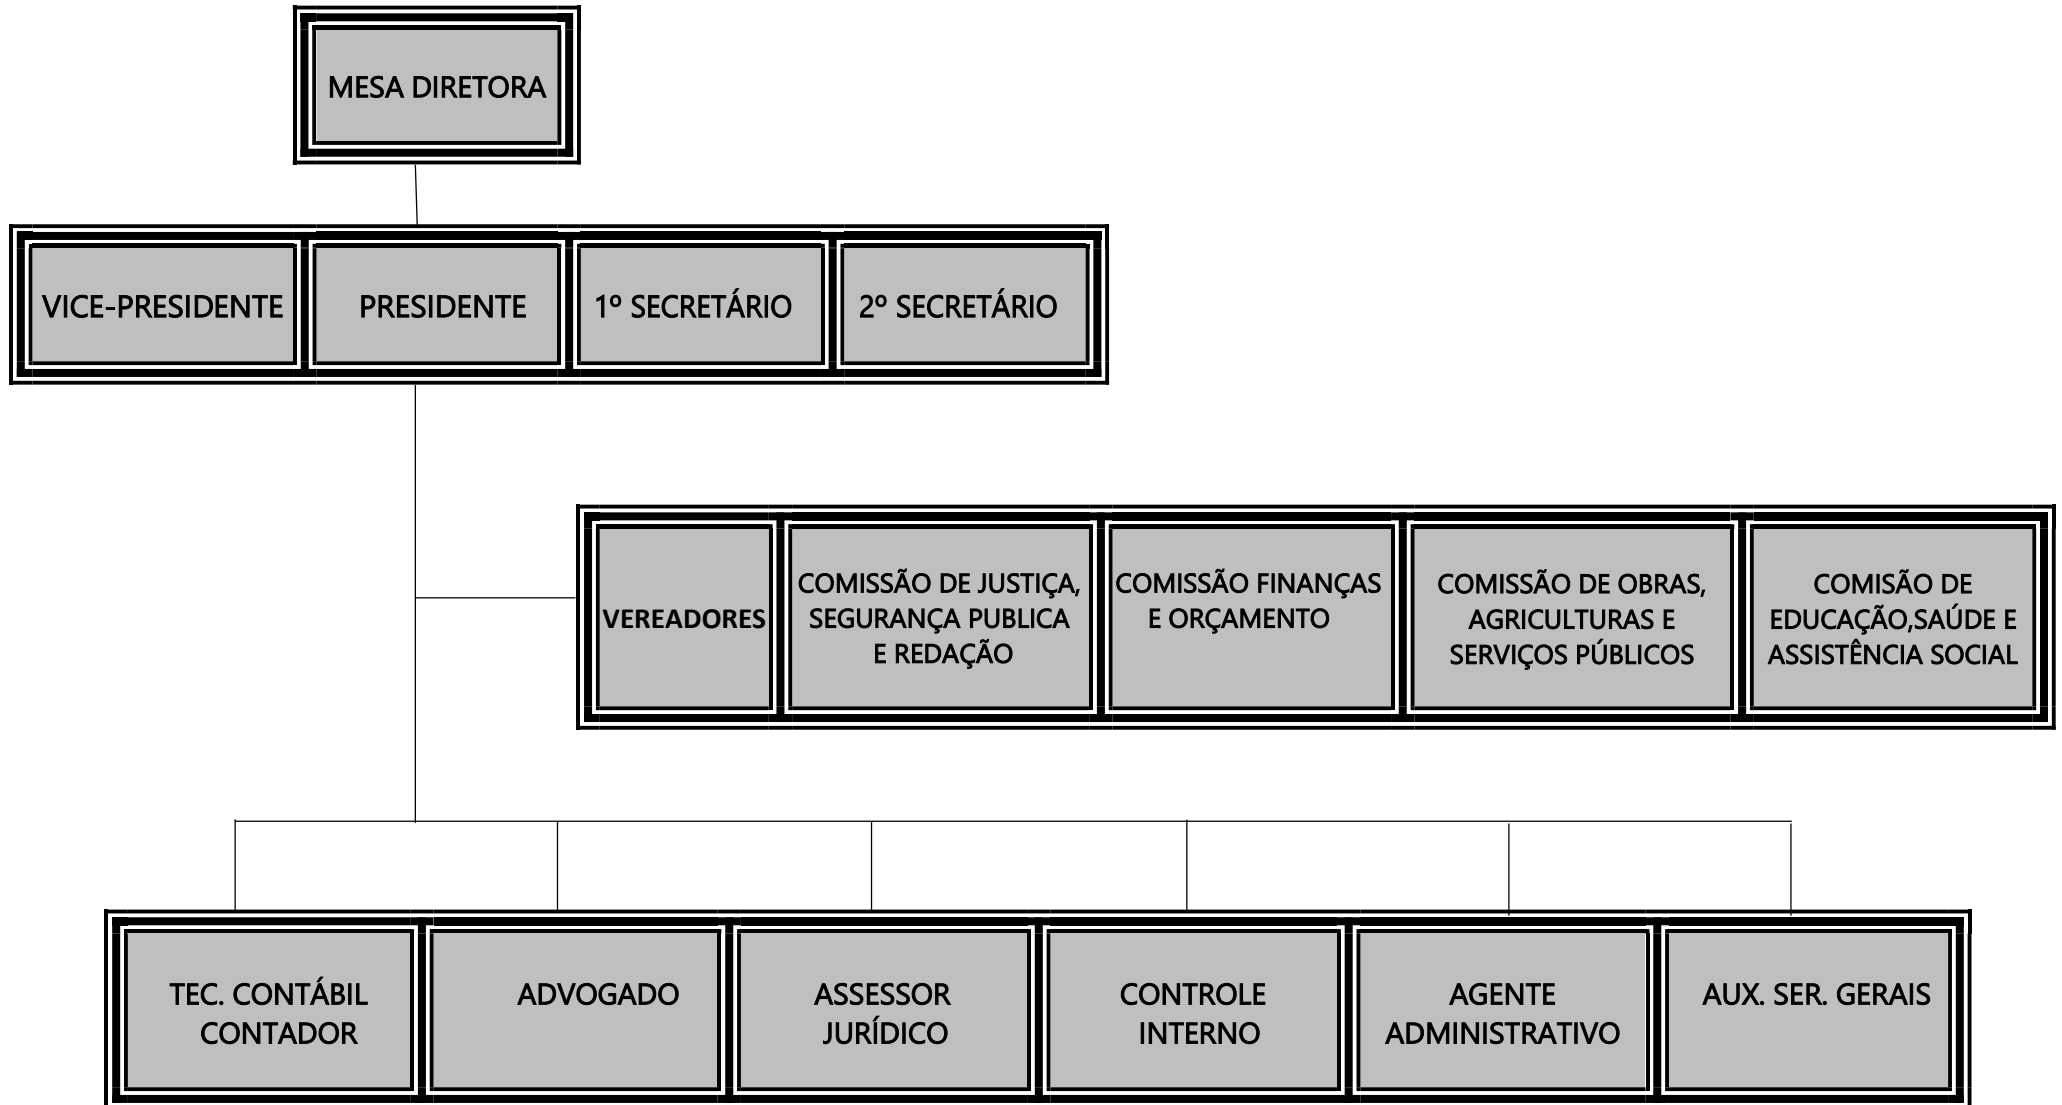 MESA DIRETORA
VICE-PRESIDENTE
PRESIDENTE
1º SECRETÁRIO
2º SECRETÁRIO
VEREADORES
COMISSÃO DE JUSTIÇA,
SEGURANÇA PUBLICA
E REDAÇÃO
COMISSÃO FINANÇAS
E ORÇAMENTO
COMISSÃO DE OBRAS,
AGRICULTURAS E
SERVIÇOS PÚBLICOS
COMISÃO DE
EDUCAÇÃO,SAÚDE E
ASSISTÊNCIA SOCIAL
TEC. CONTÁBIL
CONTADOR
ADVOGADO
ASSESSOR
JURÍDICO
CONTROLE
INTERNO
AGENTE
ADMINISTRATIVO
AUX. SER. GERAIS